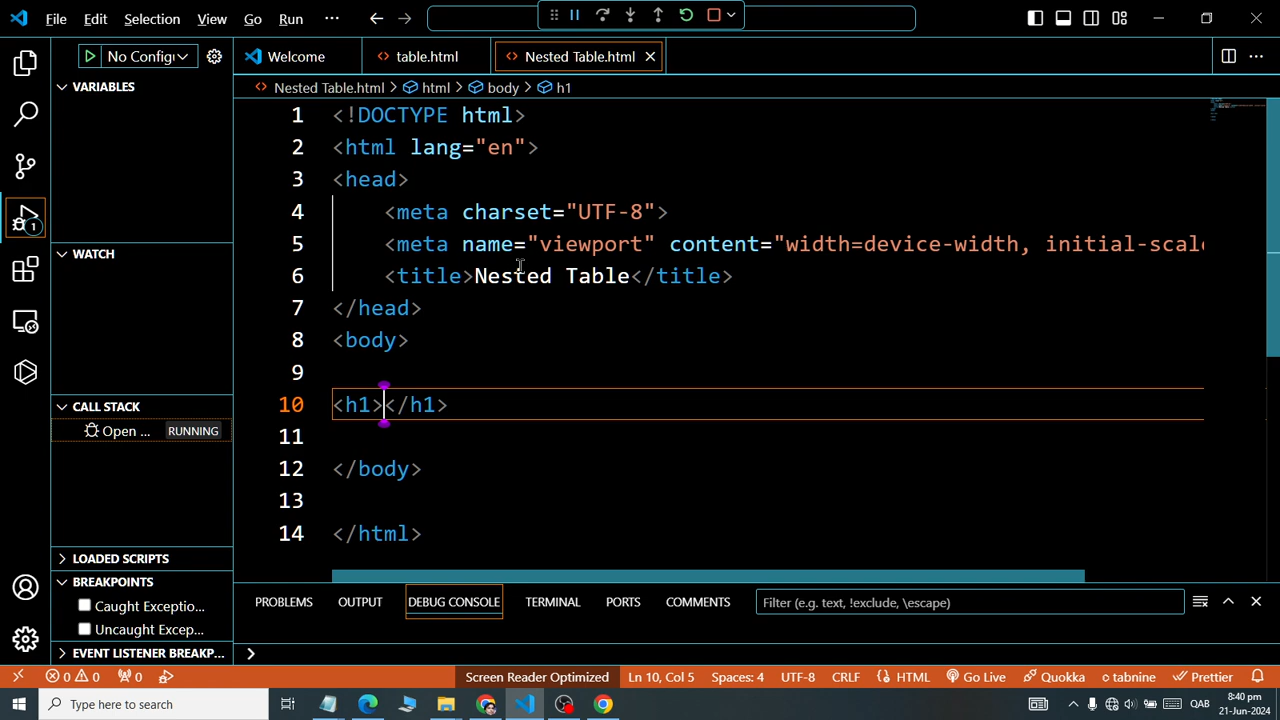 File Edit Selection View Go Run ···
No Configu
Welcome table.html Nested Table.html
VARIABLES
Nested Table.html > html > body > h1
1 <!DOCTYPE html>
2 <html lang="en">
3 <head>
4 <meta charset="UTF-8">
5 <meta name="viewport" content="width=device-width, initial-scale
6 <title>Nested Table</title>
7 </head>
8 <body>
9
10 <h1></h1>
11
12 </body>
13
14 </html>
1
WATCH
CALL STACK
Open ... RUNNING
LOADED SCRIPTS
BREAKPOINTS
Caught Exceptio...
Uncaught Excep...
EVENT LISTENER BREAKP...
PROBLEMS OUTPUT DEBUG CONSOLE TERMINAL PORTS COMMENTS Filter (e.g. text, !exclude, \escape)
0 0 0 Screen Reader Optimized Ln 10, Col 5 Spaces: 4 UTF-8 CRLF HTML Go Live Quokka tabnine Prettier
Type here to search QAB 8:40 pm
21-Jun-2024